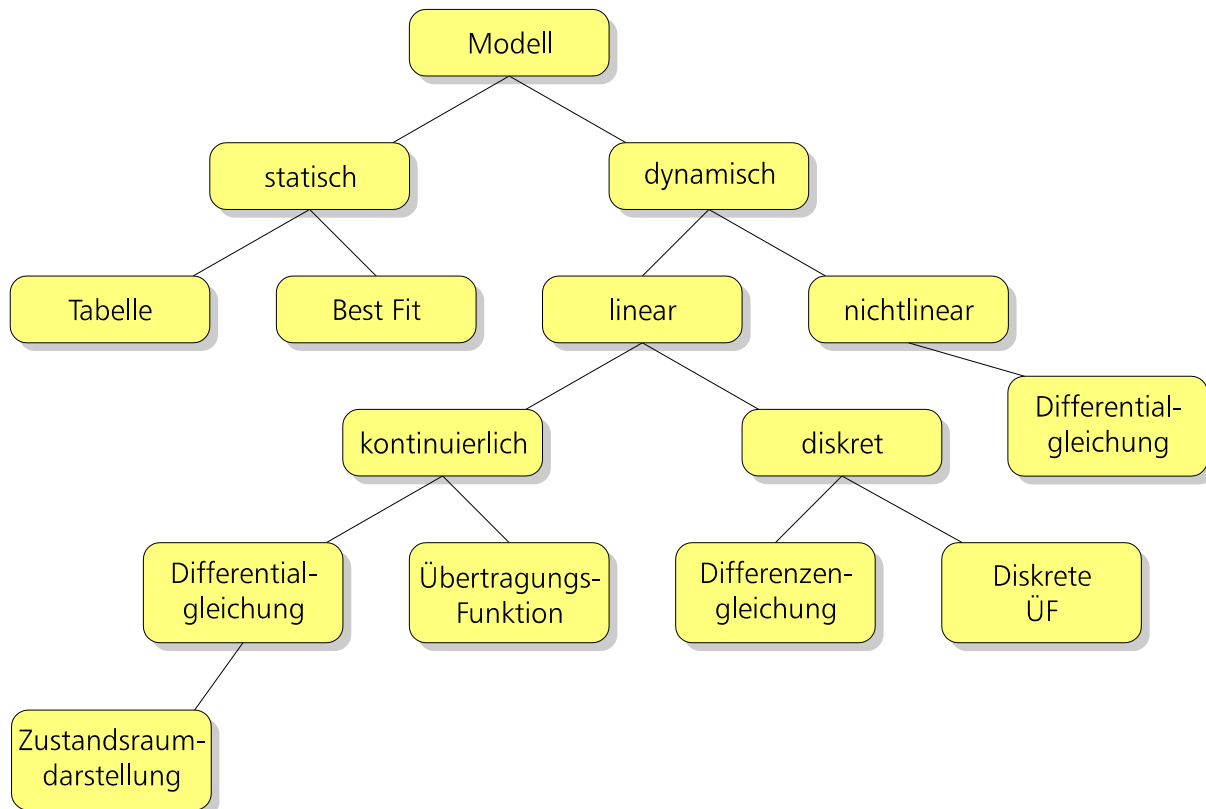 Modell
statisch
dynamisch
Tabelle
Best Fit
linear
nichtlinear
Differential-
gleichung
kontinuierlich
diskret
Differential-
gleichung
Übertragungs-
Funktion
Differenzen-
gleichung
Diskrete
ÜF
Zustandsraum-
darstellung